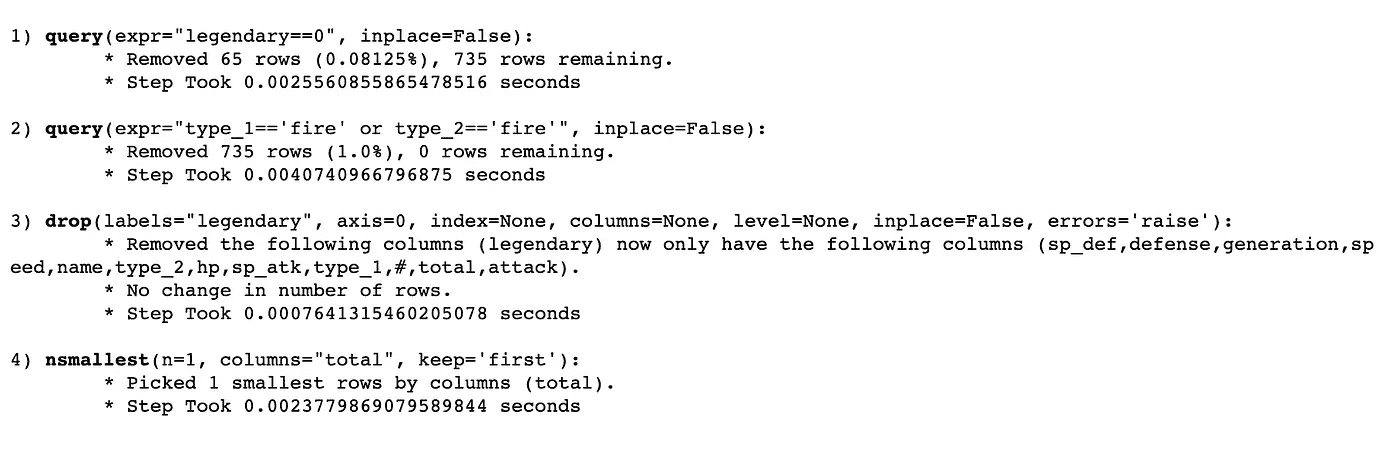 1) query(expr="legendary==0", inplace=False):
* Removed 65 rows (0.08125%), 735 rows remaining.
* Step Took 0.0025560855865478516 seconds
2) query(expr="type_1=='fire' or type_2=='fire'", inplace=False):
* Removed 735 rows (1.0%), 0 rows remaining.
* Step Took 0.0040740966796875 seconds
3) drop(labels="legendary", axis=0, index=None, columns=None, level=None, inplace=False, errors='raise'):
* Removed the following columns (legendary) now only have the following columns (sp_def,defense,generation,sp
eed,name,type_2,hp,sp_atk,type_1,#,total,attack).
* No change in number of rows.
* Step Took 0.0007641315460205078 seconds
4) nsmallest(n=1, columns="total", keep='first'):
* Picked 1 smallest rows by columns (total).
* Step Took 0.0023779869079589844 seconds